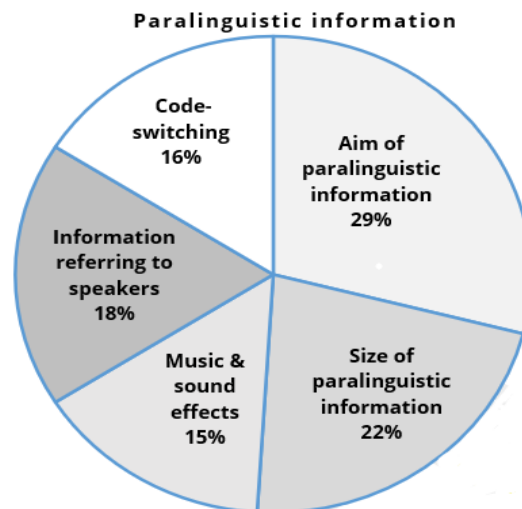 Paralinguistic information
Code-
switching
16%
Aim of
paralinguistic
information
29%
Information
referring to
speakers
18%
Size of
paralinguistic
information
22%
Music &
sound
effects
15%